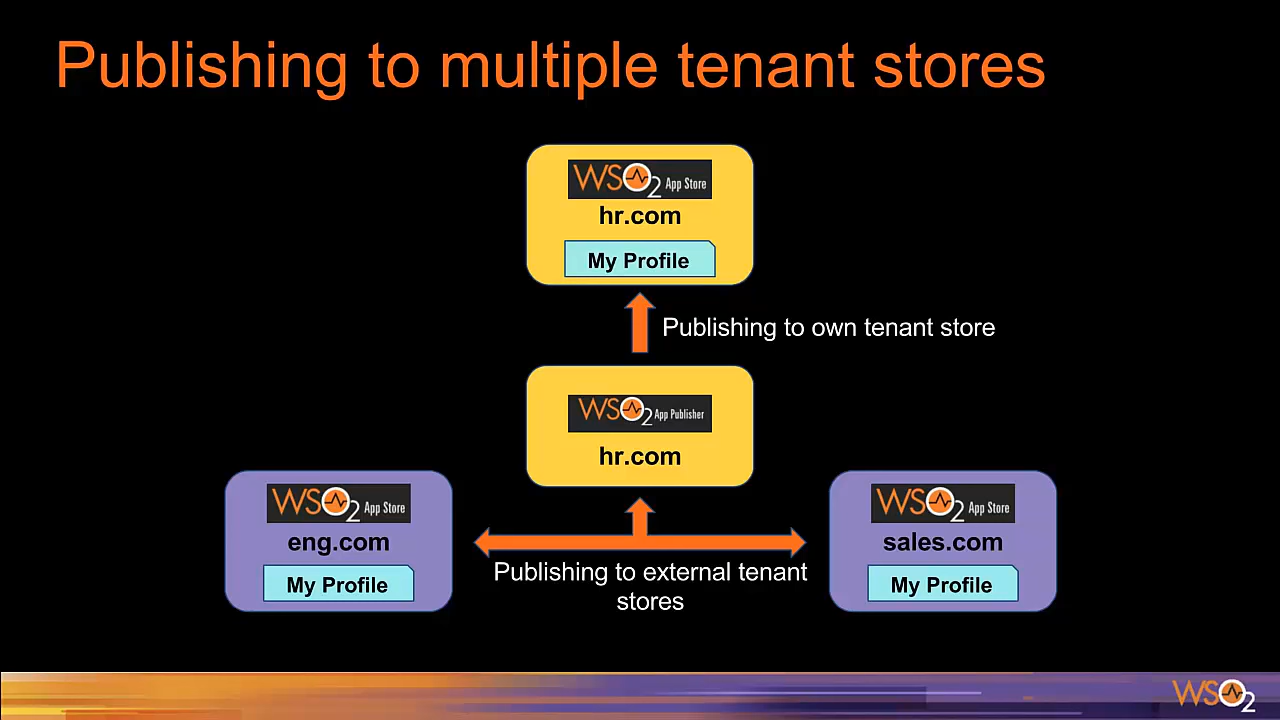 Publishing to multiple tenant stores
WSO2 App Store
hr.com
My Profile
Publishing to own tenant store
WSO2 App Publisher
hr.com
WSO2 App Store
eng.com
My Profile
WSO2 App Store
sales.com
My Profile
Publishing to external tenant
stores
WSO2